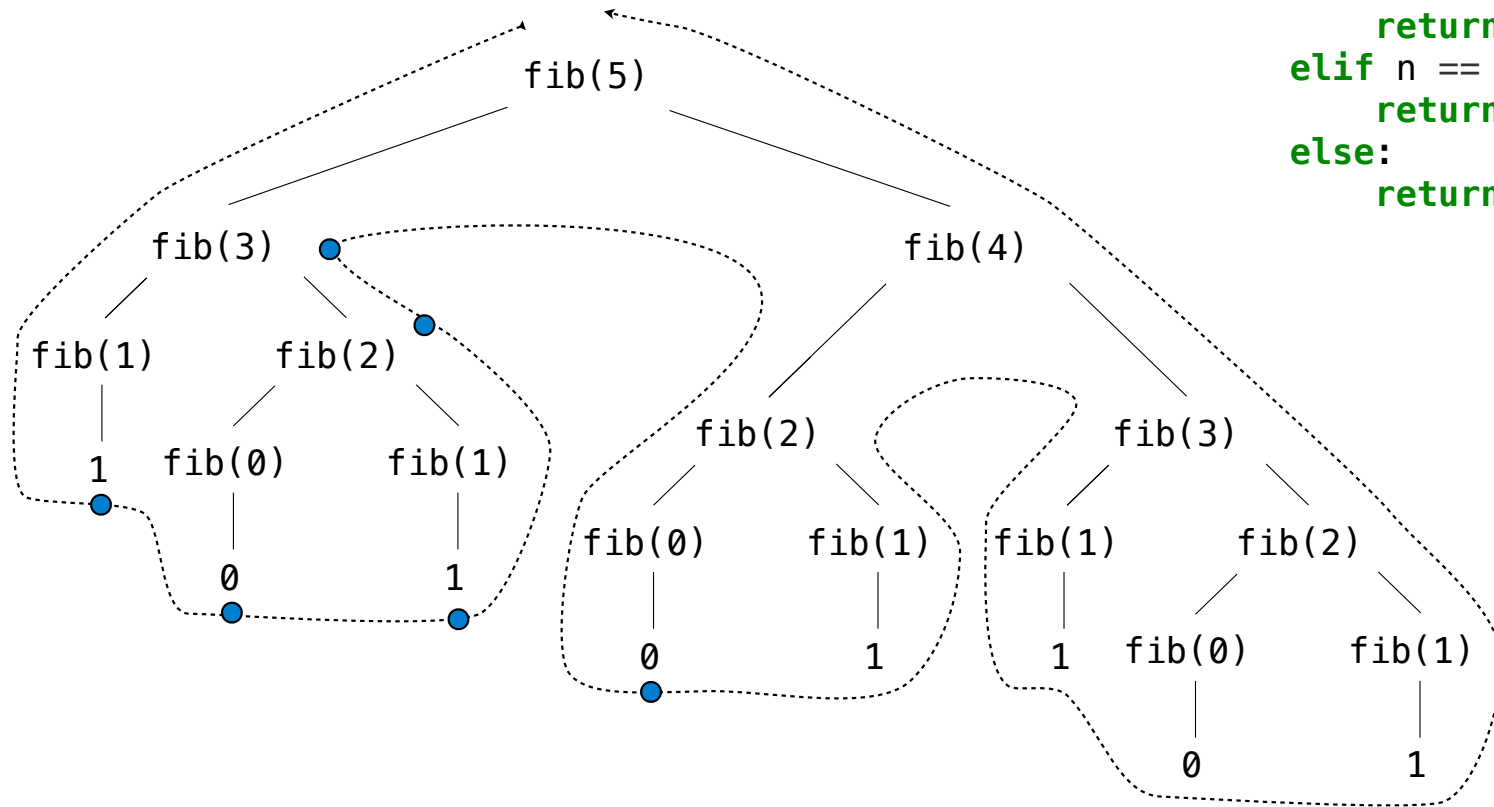 return
elif n ==
return
else:
return
fib(5)
fib(3)
fib(4)
fib(1)
fib(2)
fib(2)
fib(3)
1
fib(0)
fib(1)
fib(0)
fib(1)
fib(1)
fib(2)
0
1
0
1
1
fib(0)
fib(1)
0
1